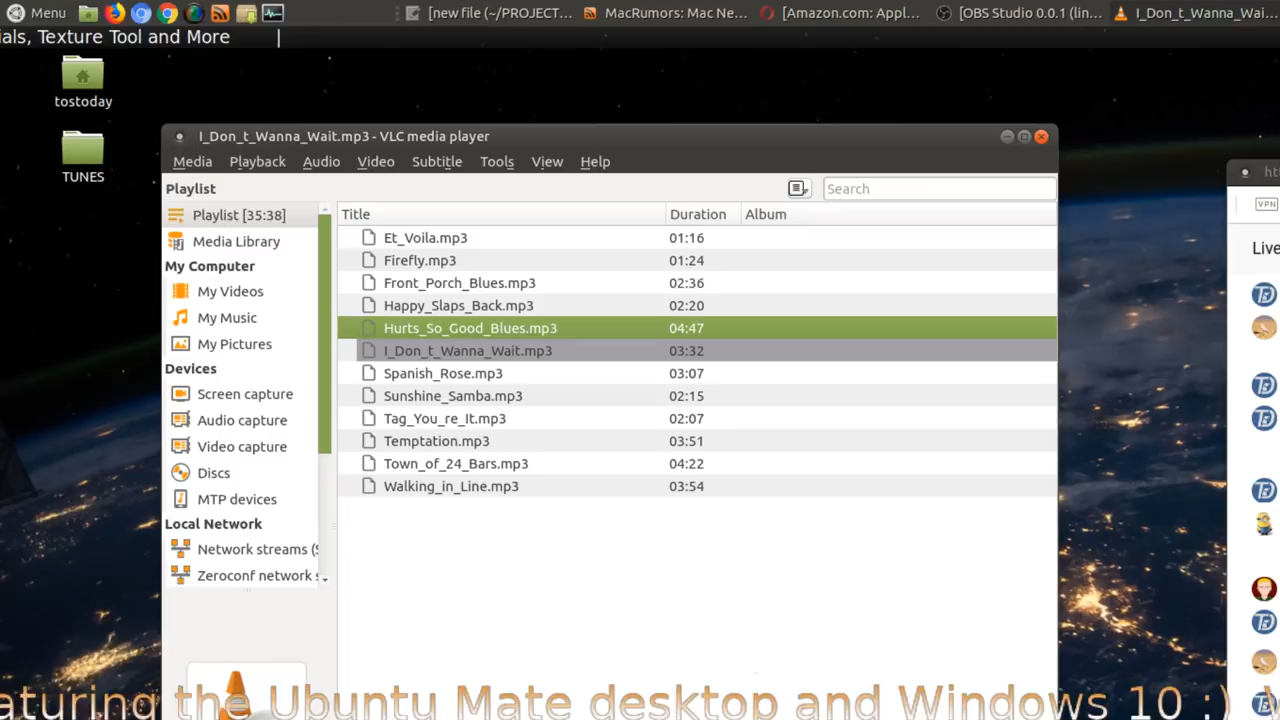 Menu [new file (~/PROJECT... MacRumors: Mac Ne... [Amazon.com: Appl... [OBS Studio 0.0.1 (lin... I_Don_t_Wanna_Wai...
ials, Texture Tool and More |
tostoday
TUNES
I_Don_t_Wanna_Wait.mp3 - VLC media player
Media Playback Audio Video Subtitle Tools View Help
Playlist Search
Playlist [35:38]
Media Library
My Computer
My Videos
My Music
My Pictures
Devices
Screen capture
Audio capture
Video capture
Discs
MTP devices
Local Network
Network streams (S
Zeroconf network s
Title Duration Album
Et_Voila.mp3 01:16
Firefly.mp3 01:24
Front_Porch_Blues.mp3 02:36
Happy_Slaps_Back.mp3 02:20
Hurts_So_Good_Blues.mp3 04:47
I_Don_t_Wanna_Wait.mp3 03:32
Spanish_Rose.mp3 03:07
Sunshine_Samba.mp3 02:15
Tag_You_re_It.mp3 02:07
Temptation.mp3 03:51
Town_of_24_Bars.mp3 04:22
Walking_in_Line.mp3 03:54
VPN
Live
aturing the Ubuntu Mate desktop and Windows 10 :)